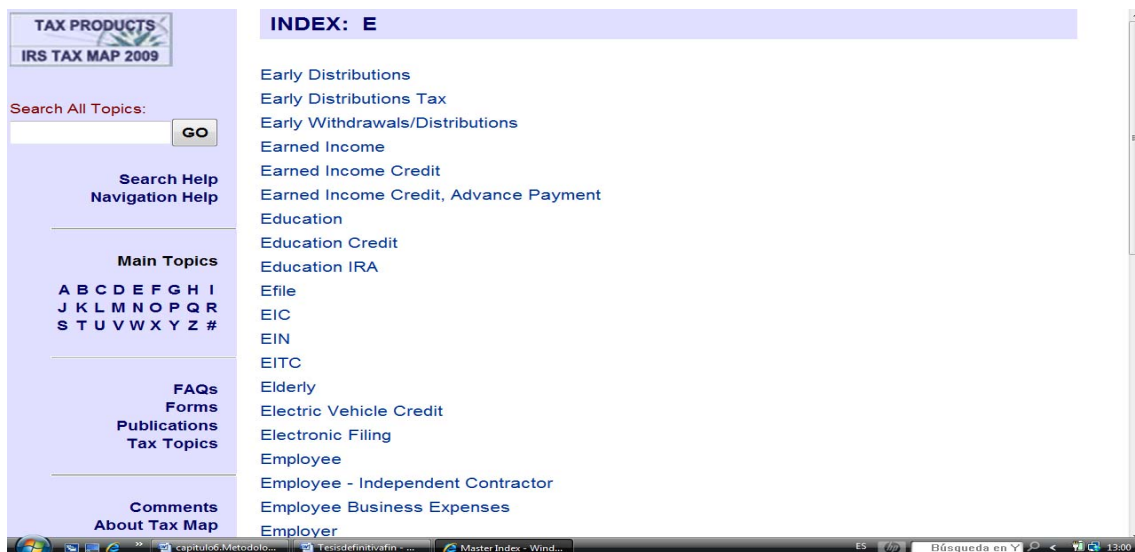 TAX PRODUCTS
IRS TAX MAP 2009
Search All Topics:
GO
Search Help
Navigation Help
Main Topics
A B C D E F G H I
J K L M N O P Q R
S T U V W X Y Z #
FAQs
Forms
Publications
Tax Topics
Comments
About Tax Map
INDEX: E
Early Distributions
Early Distributions Tax
Early Withdrawals/Distributions
Earned Income
Earned Income Credit
Earned Income Credit, Advance Payment
Education
Education Credit
Education IRA
Efile
EIC
EIN
EITC
Elderly
Electric Vehicle Credit
Electronic Filing
Employee
Employee - Independent Contractor
Employee Business Expenses
Employer
capitulo6.Metodolo...
Tesisdefinitivafin - ...
Master Index - Wind...
ES
hp
Búsqueda en Y
13:00